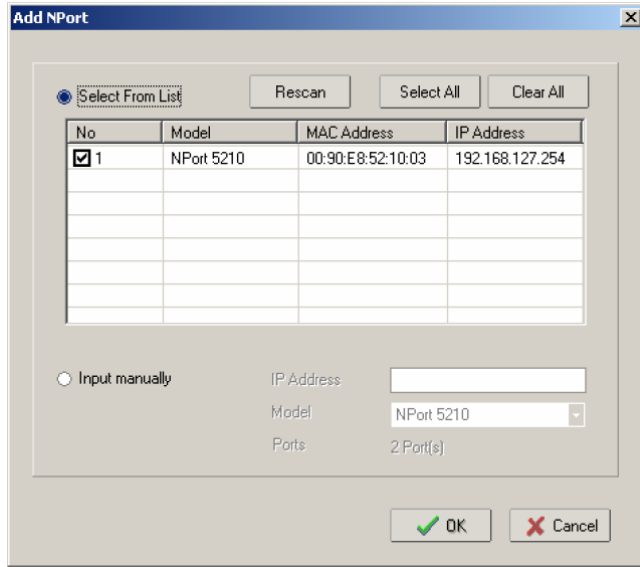 Add NPort
Select From List
Rescan
Select All
Clear All
No Model MAC Address IP Address
1 NPort 5210 00:90:E8:52:10:03 192.168.127.254
Input manually
IP Address
Model NPort 5210
Ports 2 Port(s)
OK
Cancel